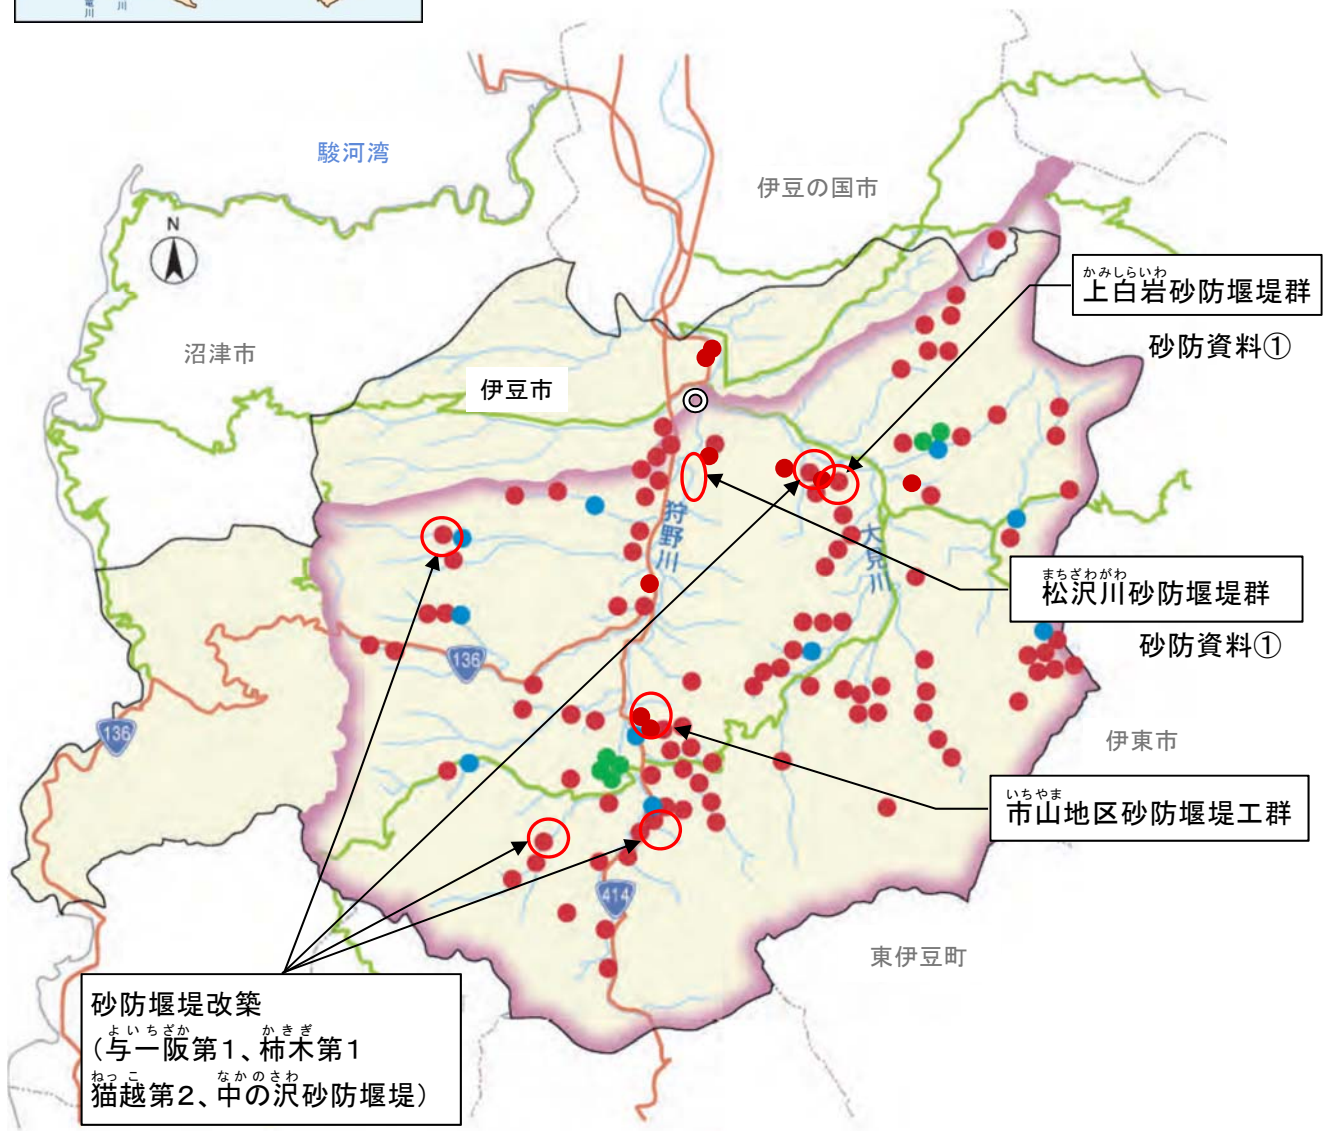 竜川
川
駿河湾
伊豆の国市
N
かみしらいわ
上白岩砂防堰堤群
砂防資料①
沼津市
伊豆市
狩野川
大見川
まちざわがわ
松沢川砂防堰堤群
砂防資料①
136
136
伊東市
いちやま
市山地区砂防堰堤工群
414
東伊豆町
砂防堰堤改築
よいちざか かきぎ
（与一阪第1、柿木第1
ねっこ なかのさわ
猫越第2、中の沢砂防堰堤）